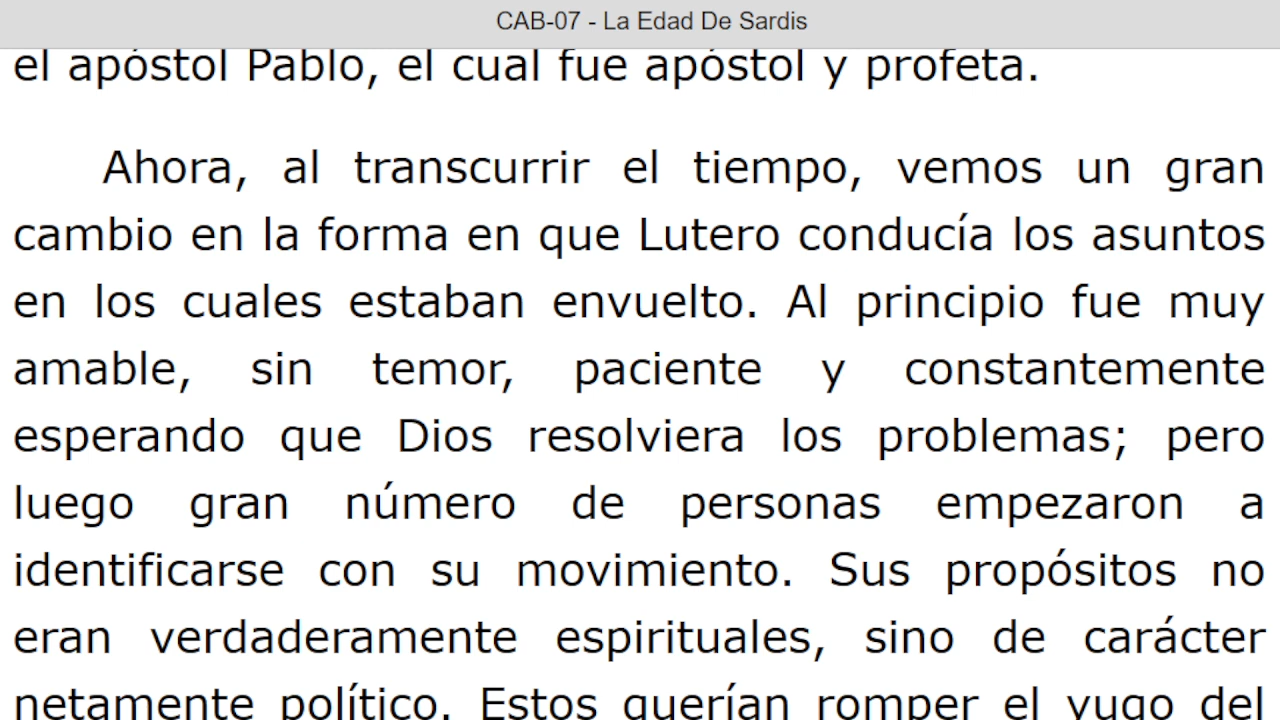 CAB-07 - La Edad De Sardis
el apóstol Pablo, el cual fue apóstol y profeta.
Ahora, al transcurrir el tiempo, vemos un gran
cambio en la forma en que Lutero conducía los asuntos
en los cuales estaban envuelto. Al principio fue muy
amable, sin temor, paciente y constantemente
esperando que Dios resolviera los problemas; pero
luego gran número de personas empezaron a
identificarse con su movimiento. Sus propósitos no
eran verdaderamente espirituales, sino de carácter
netamente político. Estos querían romper el yugo del